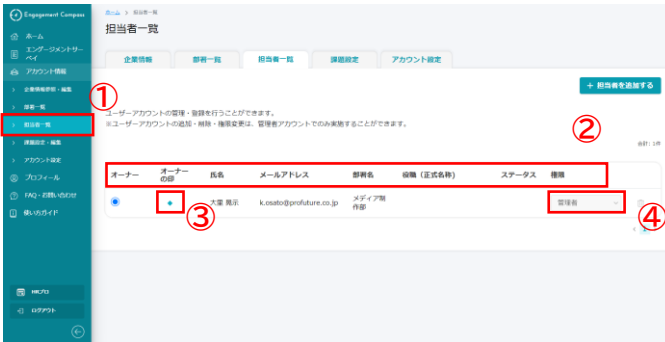 Engagement Compass
ホーム
エンゲージメントサーベイ
アカウント情報
企業情報参照・編集
部署一覧
担当者一覧
課題設定・編集
アカウント設定
プロフィール
FAQ・お問い合わせ
使い方ガイド
HRプロ
ログアウト
ホーム > 担当者一覧
担当者一覧
企業情報 部署一覧 担当者一覧 課題設定 アカウント設定
+ 担当者を追加する
①
ユーザーアカウントの管理・登録を行うことができます。
※ユーザーアカウントの追加・削除・権限変更は、管理者アカウントでのみ実施することができます。
②
合計: 1件
オーナー オーナーの印 氏名 メールアドレス 部署名 役職（正式名称） ステータス 権限
大里 晃示 k.osato@profuture.co.jp メディア制作部 管理者
③
④